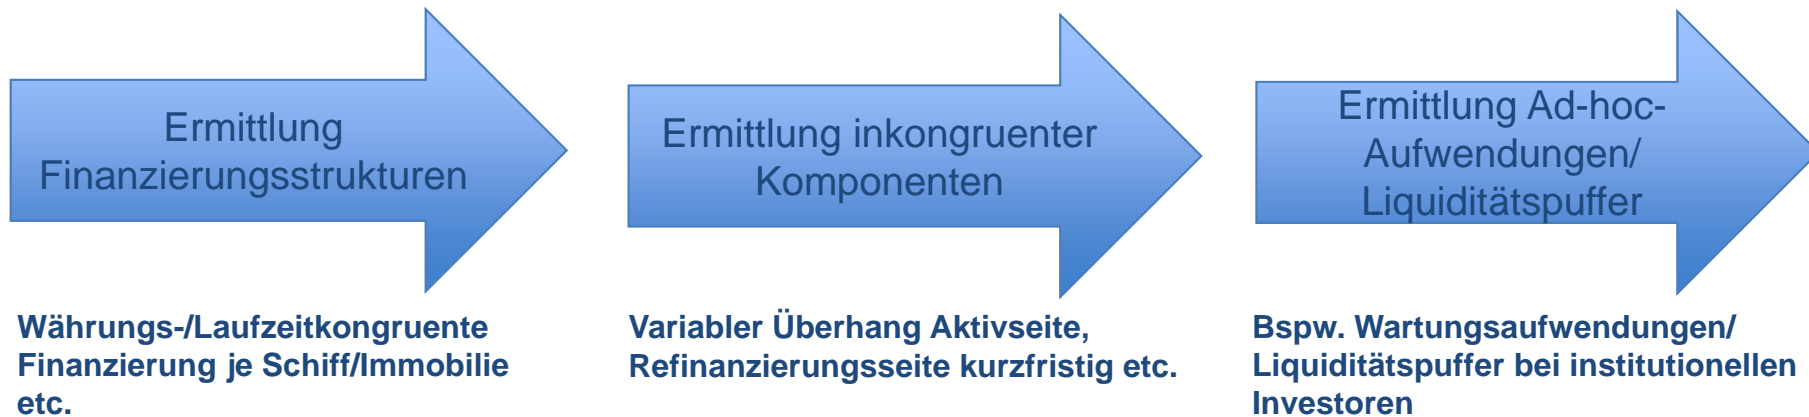 Ermittlung
Finanzierungsstrukturen
Währungs-/Laufzeitkongruente
Finanzierung je Schiff/Immobilie
etc.
Ermittlung inkongruenter
Komponenten
Variabler Überhang Aktivseite,
Refinanzierungsseite kurzfristig etc.
Ermittlung Ad-hoc-
Aufwendungen/
Liquiditätspuffer
Bspw. Wartungsaufwendungen/
Liquiditätspuffer bei institutionellen
Investoren